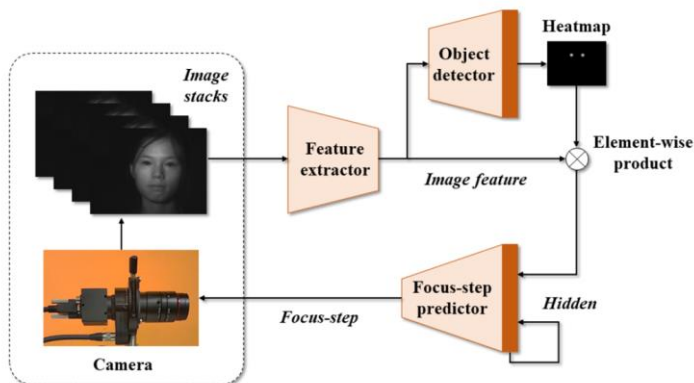 Image
stacks
Camera
Feature
extractor
Object
detector
Heatmap
Image feature
Element-wise
product
Focus-step
predictor
Hidden
Focus-step